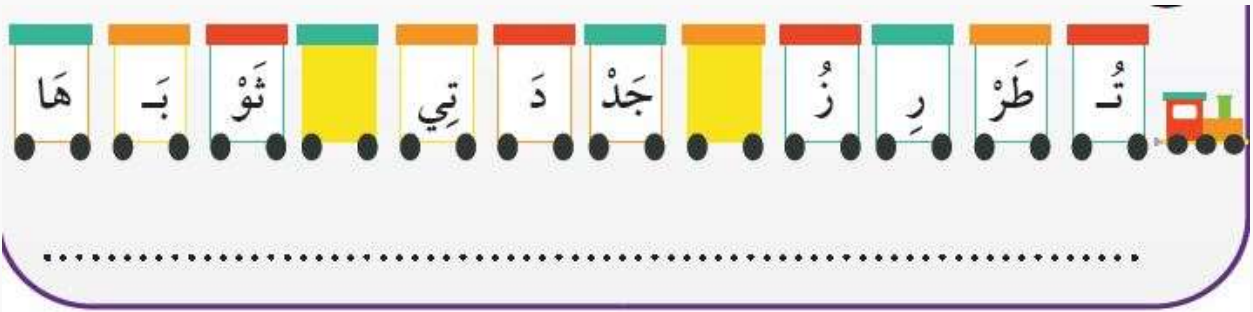 تُـ طَرْ رِ زُ جَدْ دَ تِي ثَوْ بَـ هَا